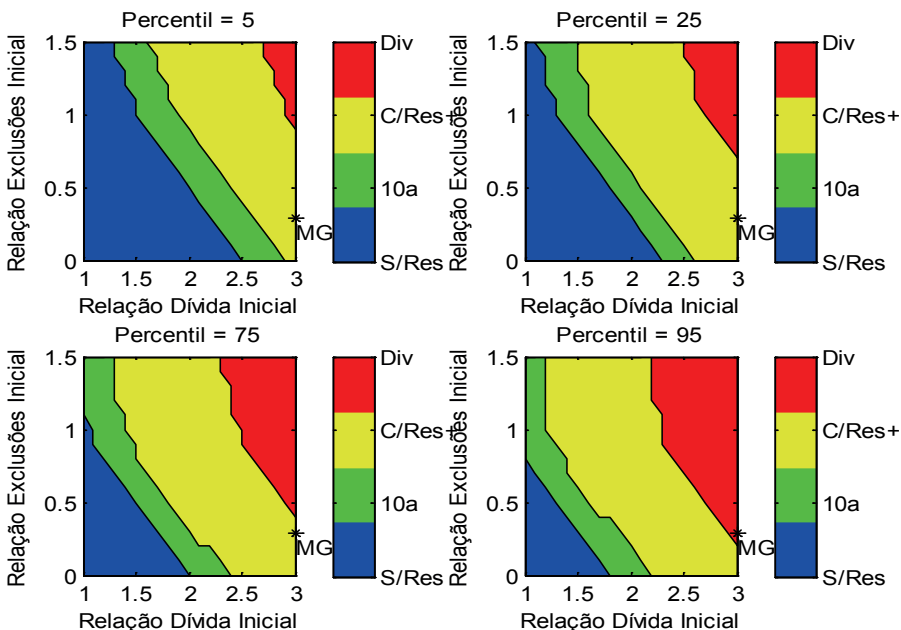 Percentil = 5
Relação Exclusões Inicial
1.5
1
0.5
0
1 1.5 2 2.5 3
Relação Dívida Inicial
MG
Div
C/Res+
10a
S/Res
Percentil = 25
Relação Exclusões Inicial
1.5
1
0.5
0
1 1.5 2 2.5 3
Relação Dívida Inicial
MG
Div
C/Res+
10a
S/Res
Percentil = 75
Relação Exclusões Inicial
1.5
1
0.5
0
1 1.5 2 2.5 3
Relação Dívida Inicial
MG
Div
C/Res+
10a
S/Res
Percentil = 95
Relação Exclusões Inicial
1.5
1
0.5
0
1 1.5 2 2.5 3
Relação Dívida Inicial
MG
Div
C/Res+
10a
S/Res